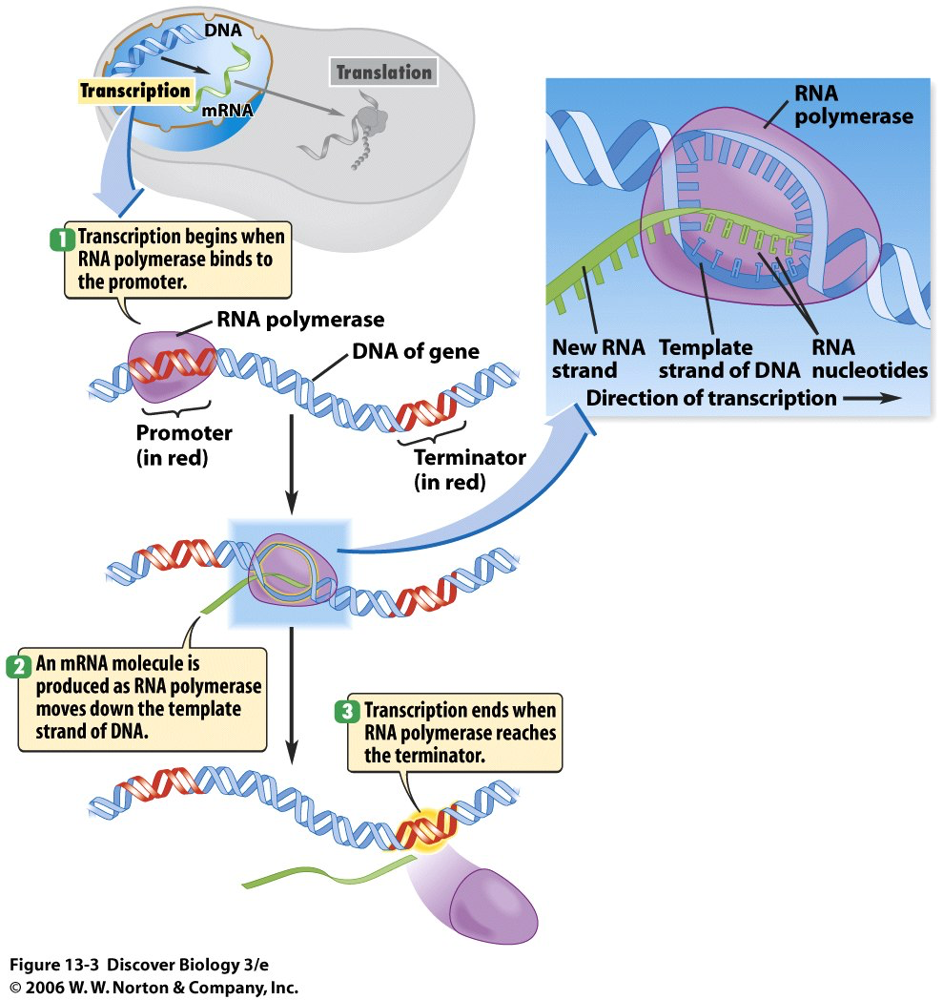 DNA
Translation
Transcription
mRNA
RNA
polymerase
AAUACC
TTATGG
New RNA
strand
Template
strand of DNA
RNA
nucleotides
Direction of transcription
1 Transcription begins when
RNA polymerase binds to
the promoter.
RNA polymerase
DNA of gene
Promoter
(in red)
Terminator
(in red)
2 An mRNA molecule is
produced as RNA polymerase
moves down the template
strand of DNA.
3 Transcription ends when
RNA polymerase reaches
the terminator.
Figure 13-3 Discover Biology 3/e
© 2006 W. W. Norton & Company, Inc.